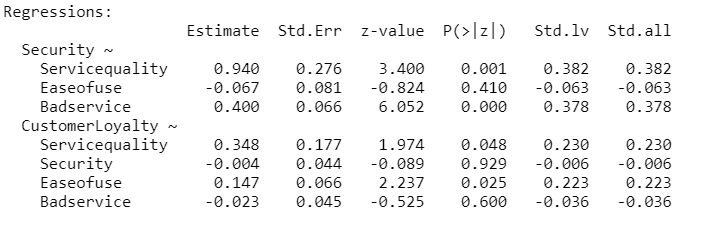 Regressions:
Estimate Std.Err z-value P(>|z|) Std.lv Std.all
Security ~
Servicequality 0.940 0.276 3.400 0.001 0.382 0.382
Easeofuse -0.067 0.081 -0.824 0.410 -0.063 -0.063
Badservice 0.400 0.066 6.052 0.000 0.378 0.378
CustomerLoyalty ~
Servicequality 0.348 0.177 1.974 0.048 0.230 0.230
Security -0.004 0.044 -0.089 0.929 -0.006 -0.006
Easeofuse 0.147 0.066 2.237 0.025 0.223 0.223
Badservice -0.023 0.045 -0.525 0.600 -0.036 -0.036